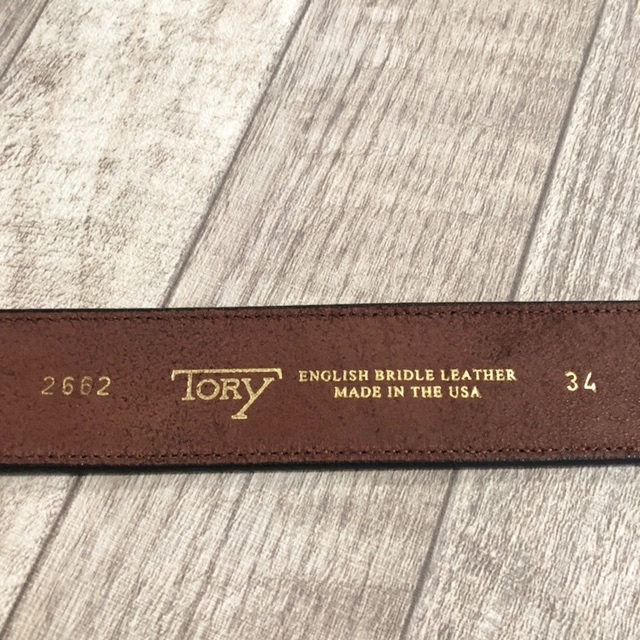 2662
TORY
ENGLISH BRIDLE LEATHER
MADE IN THE USA
34